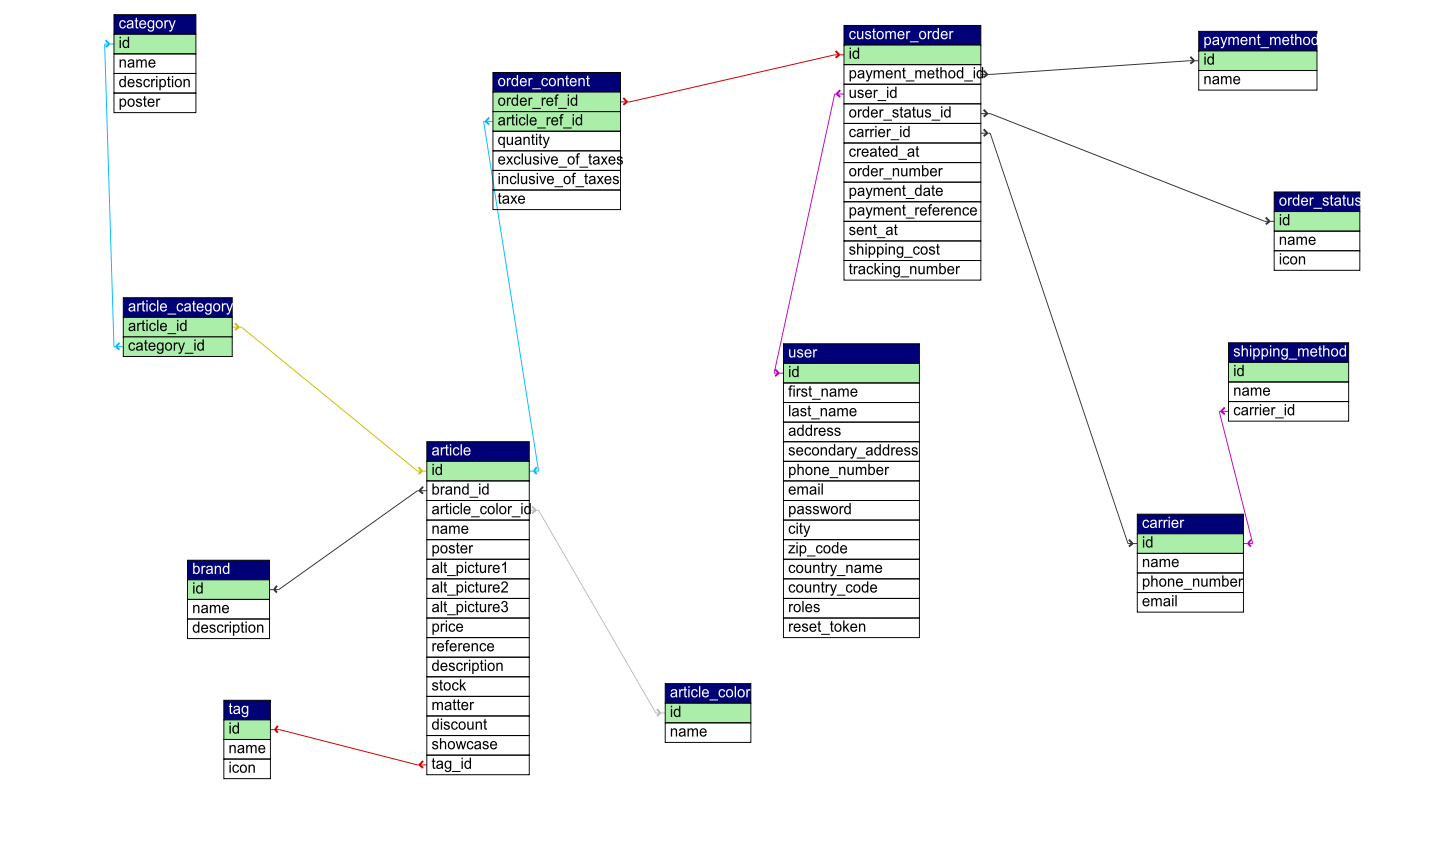 category
id
name
description
poster
order_content
order_ref_id
article_ref_id
quantity
exclusive_of_taxes
inclusive_of_taxes
taxe
customer_order
id
payment_method_id
user_id
order_status_id
carrier_id
created_at
order_number
payment_date
payment_reference
sent_at
shipping_cost
tracking_number
payment_method
id
name
order_status
id
name
icon
article_category
article_id
category_id
user
id
first_name
last_name
address
secondary_address
phone_number
email
password
city
zip_code
country_name
country_code
roles
reset_token
shipping_method
id
name
carrier_id
article
id
brand_id
article_color_id
name
poster
alt_picture1
alt_picture2
alt_picture3
price
reference
description
stock
matter
discount
showcase
tag_id
carrier
id
name
phone_number
email
brand
id
name
description
tag
id
name
icon
article_color
id
name